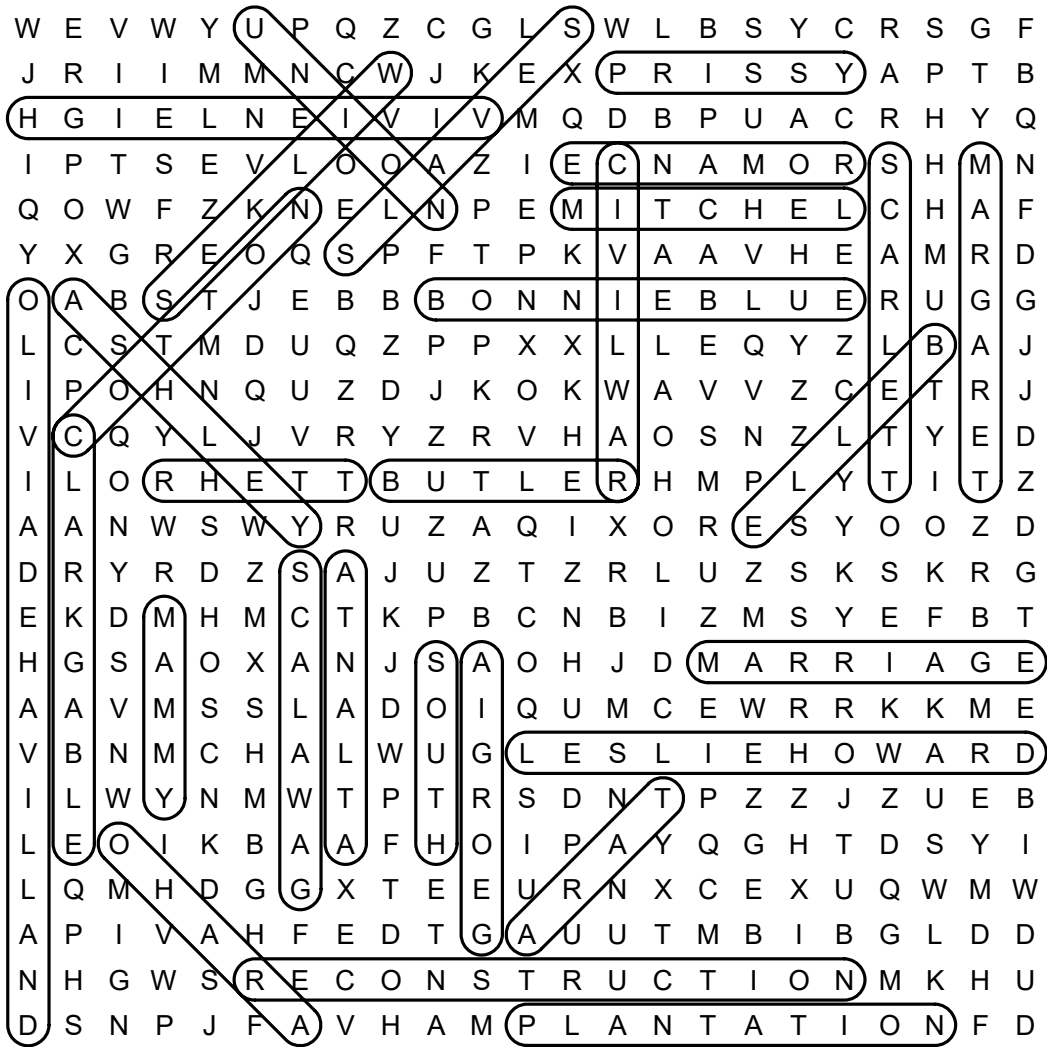 W E V W Y U P Q Z C G L S W L B S Y C R S G F
J R I I M M N C W J K E X P R I S S Y A P T B
H G I E L N E I V I V M Q D B P U A C R H Y Q
I P T S E V L O O A Z I E C N A M O R S H M N
Q O W F Z K N E L N P E M I T C H E L C H A F
Y X G R E O Q S P F T P K V A A V H E A M R D
O A B S T J E B B B O N N I E B L U E R U G G
L C S T M D U Q Z P P X X L L E Q Y Z L B A J
I P O H N Q U Z D J K O K W A V V Z C E T R J
V C Q Y L J V R Y Z R V H A O S N Z L T Y E D
I L O R H E T T B U T L E R H M P L Y T I T Z
A A N W S W Y R U Z A Q I X O R E S Y O O Z D
D R Y R D Z S A J U Z T Z R L U Z S K S K R G
E K D M H M C T K P B C N B I Z M S Y E F B T
H G S A O X A N J S A O H J D M A R R I A G E
A A V M S S L A D O I Q U M C E W R R K K M E
V B N M C H A L W U G L E S L I E H O W A R D
I L W Y N M W T P T R S D N T P Z Z J Z U E B
L E O I K B A A F H O I P A Y Q G H T D S Y I
L Q M H D G G X T E E U R N X C E X U Q W M W
A P I V A H F E D T G A U U T M B I B G L D D
N H G W S R E C O N S T R U C T I O N M K H U
D S N P J F A V H A M P L A N T A T I O N F D